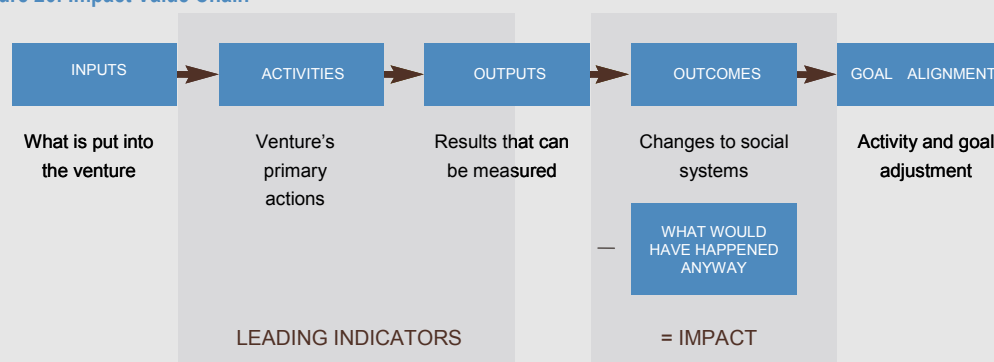 INPUTS
ACTIVITIES
OUTPUTS
OUTCOMES
GOAL ALIGNMENT
What is put into
the venture
Venture's
primary
actions
Results that can
be measured
Changes to social
systems
Activity and goal
adjustment
—
WHAT WOULD
HAVE HAPPENED
ANYWAY
LEADING INDICATORS
= IMPACT